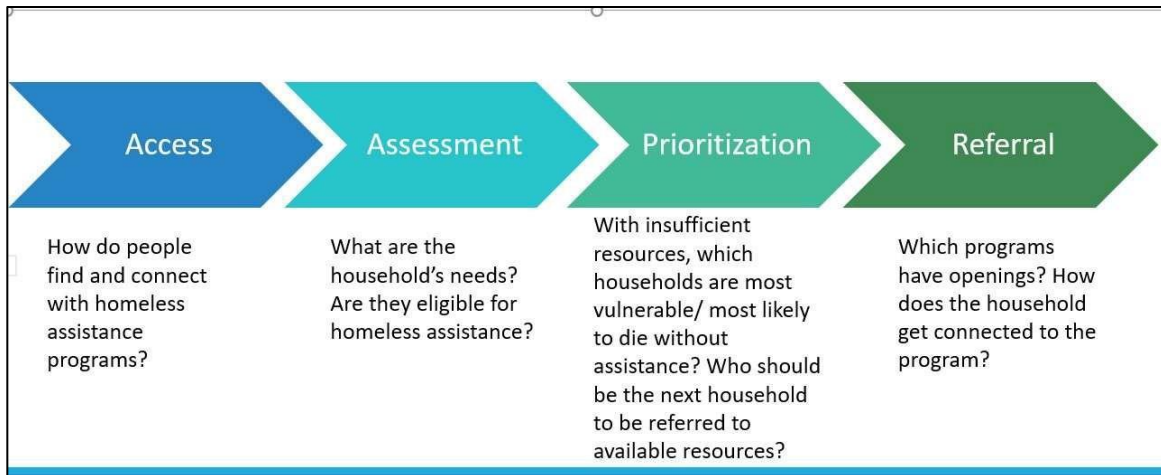 Access
How do people
find and connect
with homeless
assistance
programs?
Assessment
What are the
household’s needs?
Are they eligible for
homeless assistance?
Prioritization
With insufficient
resources, which
households are most
vulnerable/ most likely
to die without
assistance? Who should
be the next household
to be referred to
available resources?
Referral
Which programs
have openings? How
does the household
get connected to the
program?